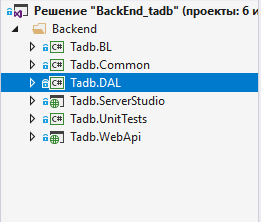 Решение "BackEnd_tadb" (проекты: 6 и
Backend
C# Tadb.BL
C# Tadb.Common
C# Tadb.DAL
Tadb.ServerStudio
C# Tadb.UnitTests
Tadb.WebApi